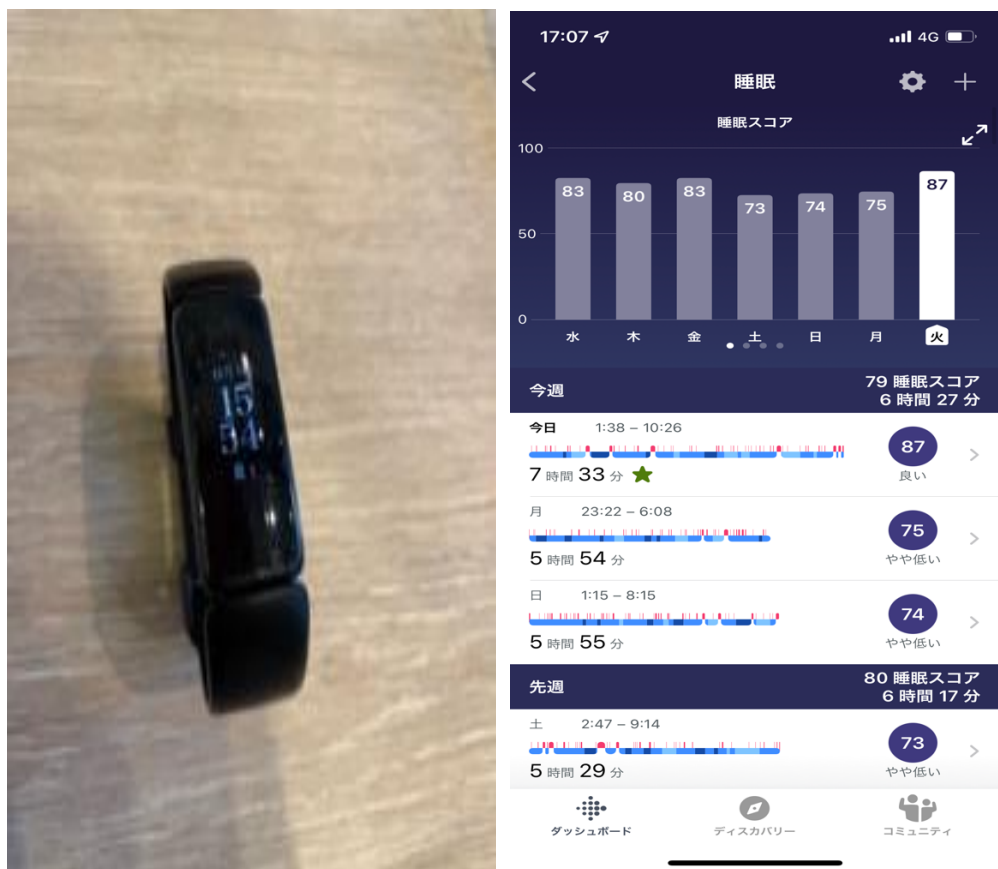 15
54
17:07
4G
睡眠
睡眠スコア
100
50
0
83
80
83
73
74
75
87
水
木
金
土
日
月
火
今週
79 睡眠スコア
6 時間 27 分
今日 1:38 – 10:26
87
良い
7 時間 33 分
月 23:22 – 6:08
75
やや低い
5 時間 54 分
日 1:15 – 8:15
74
やや低い
5 時間 55 分
先週
80 睡眠スコア
6 時間 17 分
土 2:47 – 9:14
73
やや低い
5 時間 29 分
ダッシュボード
ディスカバリー
コミュニティ